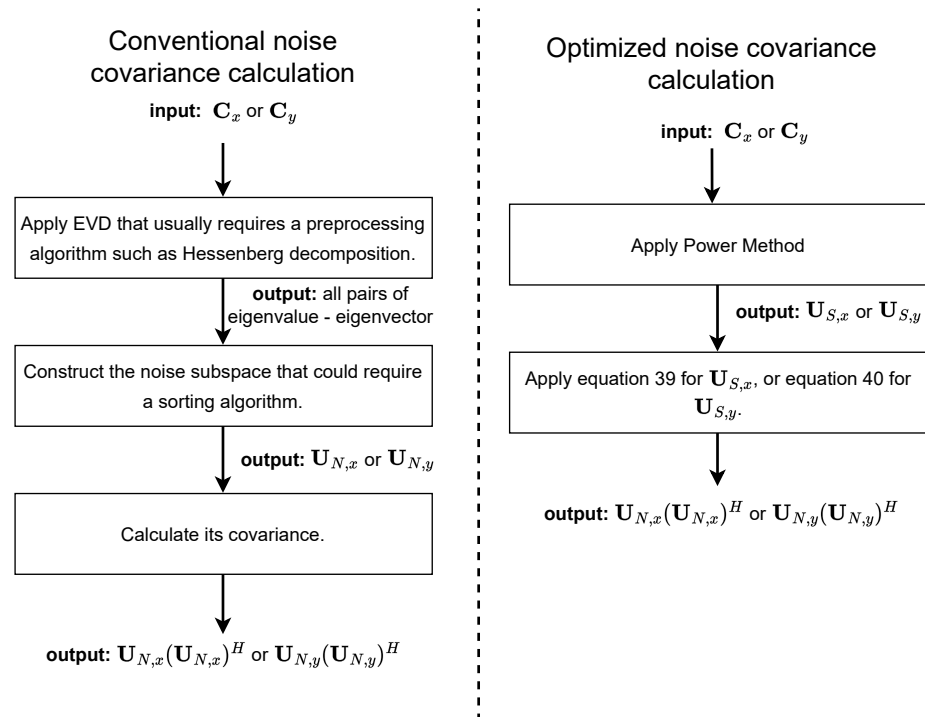 Conventional noise
covariance calculation
input: C_x or C_y
Apply EVD that usually requires a preprocessing
algorithm such as Hessenberg decomposition.
output: all pairs of
eigenvalue - eigenvector
Construct the noise subspace that could require
a sorting algorithm.
output: U_{N,x} or U_{N,y}
Calculate its covariance.
output: U_{N,x}(U_{N,x})^H or U_{N,y}(U_{N,y})^H
Optimized noise covariance
calculation
input: C_x or C_y
Apply Power Method
output: U_{S,x} or U_{S,y}
Apply equation 39 for U_{S,x}, or equation 40 for
U_{S,y}.
output: U_{N,x}(U_{N,x})^H or U_{N,y}(U_{N,y})^H